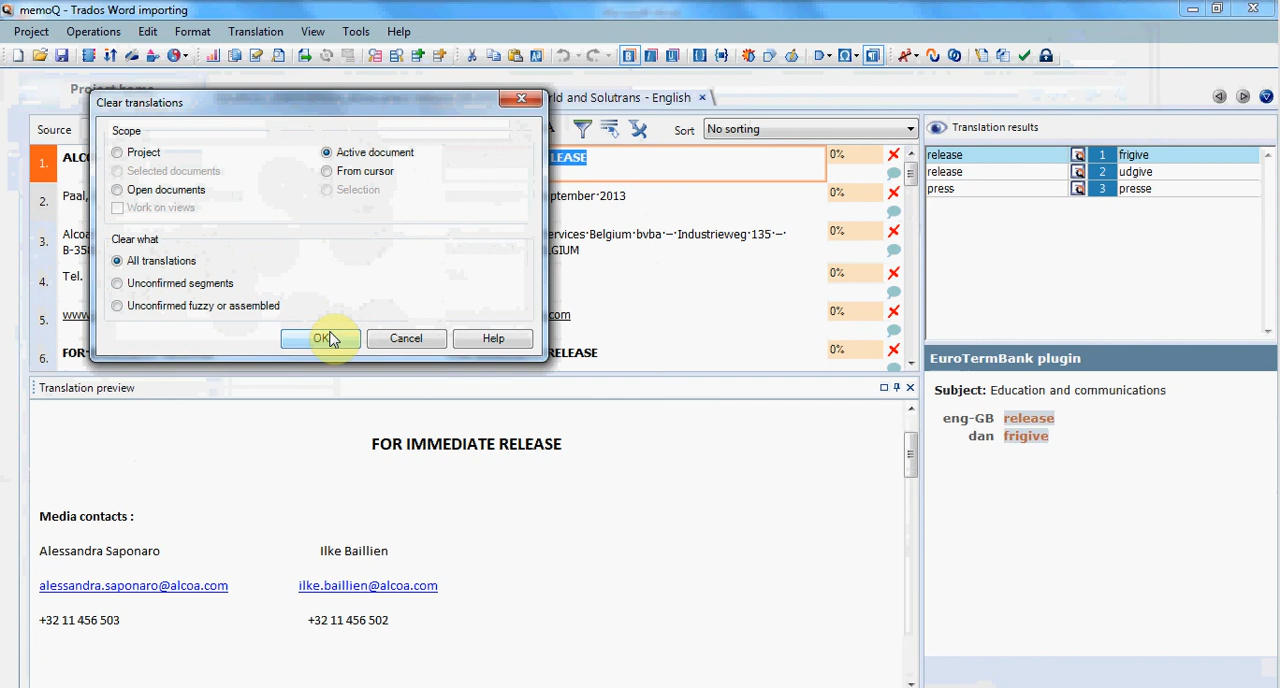 memoQ - Trados Word importing
Project Operations Edit Format Translation View Tools Help
Clear translations
Scope
Project
Active document
Selected documents
From cursor
Open documents
Selection
Work on views
Clear what
All translations
Unconfirmed segments
Unconfirmed fuzzy or assembled
OK Cancel Help
orld and Solutrans - English
Source
Sort No sorting
1. ALCO LEASE 0%
2. Paal, ptember·2013 0%
3. Alcoa ervices·Belgium·bvba·–·Industrieweg·135·–· 0%
B-35 LGIUM
4. Tel. 0%
5. www com 0%
6. FOR RELEASE 0%
Translation preview
FOR IMMEDIATE RELEASE
Media contacts :
Alessandra Saponaro Ilke Baillien
alessandra.saponaro@alcoa.com ilke.baillien@alcoa.com
+32 11 456 503 +32 11 456 502
Translation results
release 1 frigive
release 2 udgive
press 3 presse
EuroTermBank plugin
Subject: Education and communications
eng-GB release
dan frigive